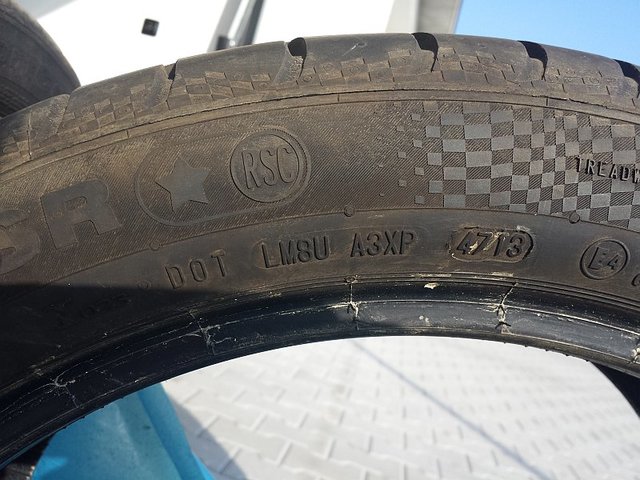 SR
RSC
TREADW
DOT LM8U A3XP 4713
E4